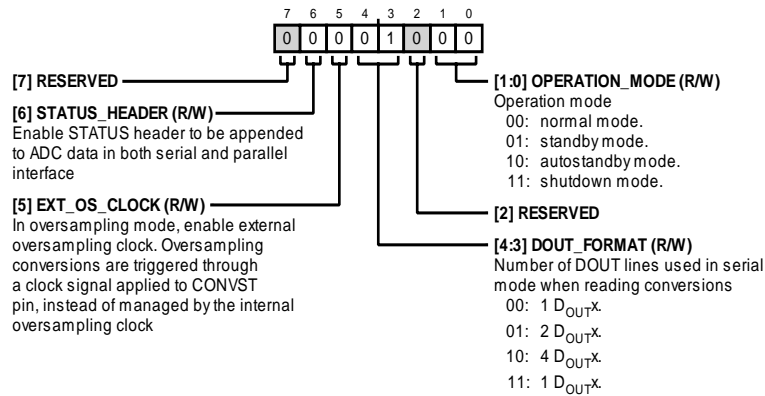 7 6 5 4 3 2 1 0
0 0 0 0 1 0 0 0
[7] RESERVED
[6] STATUS_HEADER (R/W)
Enable STATUS header to be appended
to ADC data in both serial and parallel
interface
[5] EXT_OS_CLOCK (R/W)
In oversampling mode, enable external
oversampling clock. Oversampling
conversions are triggered through
a clock signal applied to CONVST
pin, instead of managed by the internal
oversampling clock
[1:0] OPERATION_MODE (R/W)
Operation mode
00: normal mode.
01: standby mode.
10: autostandby mode.
11: shutdown mode.
[2] RESERVED
[4:3] DOUT_FORMAT (R/W)
Number of DOUT lines used in serial
mode when reading conversions
00: 1 DOUTx.
01: 2 DOUTx.
10: 4 DOUTx.
11: 1 DOUTx.